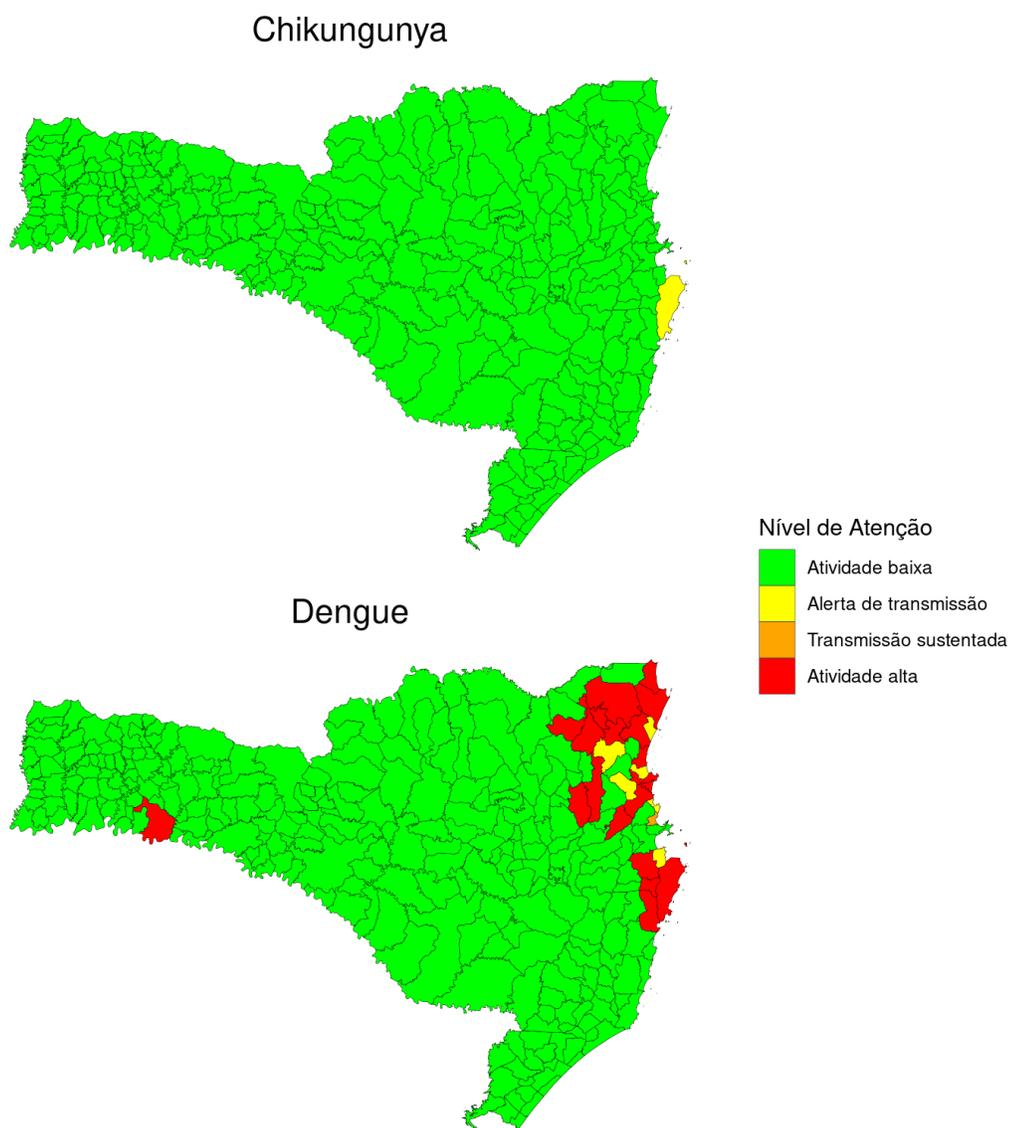 Chikungunya
Nível de Atenção
Atividade baixa
Alerta de transmissão
Transmissão sustentada
Atividade alta
Dengue